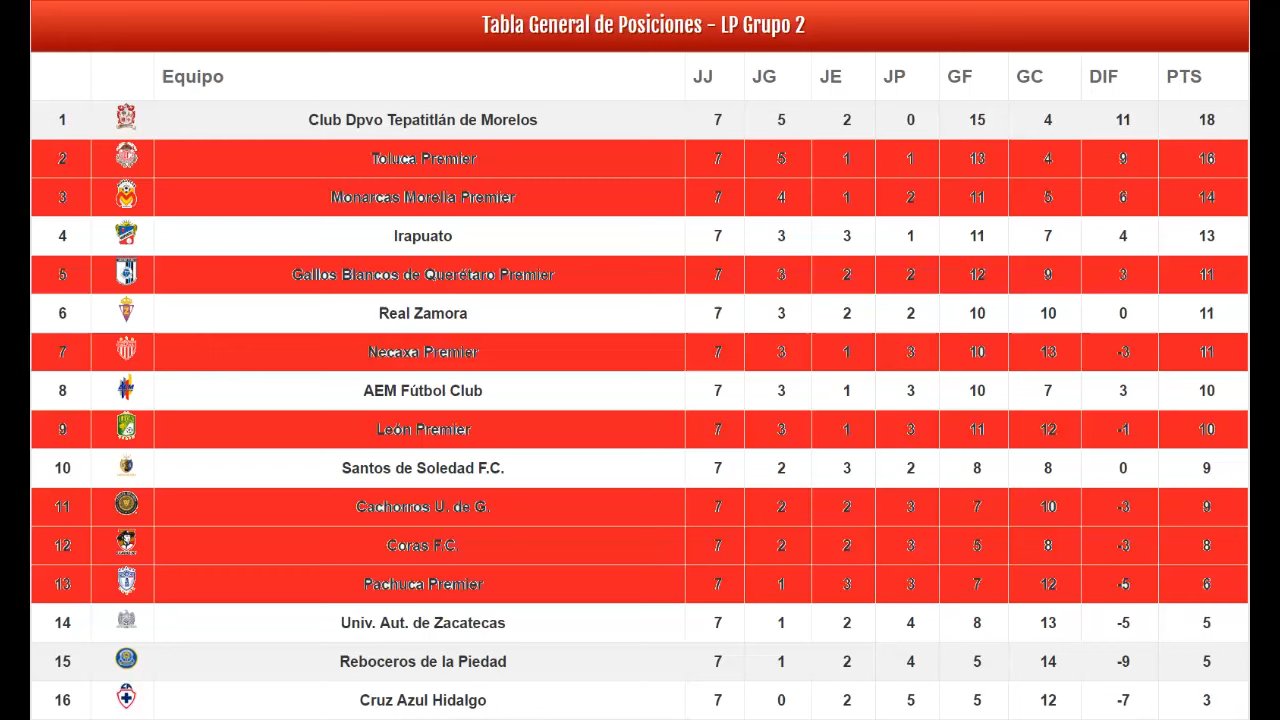 Tabla General de Posiciones - LP Grupo 2
Equipo JJ JG JE JP GF GC DIF PTS
1 Club Dpvo Tepatitlán de Morelos 7 5 2 0 15 4 11 18
2 Toluca Premier 7 5 1 1 13 4 9 16
3 Monarcas Morelia Premier 7 4 1 2 11 5 6 14
4 Irapuato 7 3 3 1 11 7 4 13
5 Gallos Blancos de Querétaro Premier 7 3 2 2 12 9 3 11
6 Real Zamora 7 3 2 2 10 10 0 11
7 Necaxa Premier 7 3 1 3 10 13 -3 11
8 AEM Fútbol Club 7 3 1 3 10 7 3 10
9 León Premier 7 3 1 3 11 12 -1 10
10 Santos de Soledad F.C. 7 2 3 2 8 8 0 9
11 Cachorros U. de G. 7 2 2 3 7 10 -3 9
12 Coras F.C. 7 2 2 3 5 8 -3 8
13 Pachuca Premier 7 1 3 3 7 12 -5 6
14 Univ. Aut. de Zacatecas 7 1 2 4 8 13 -5 5
15 Reboceros de la Piedad 7 1 2 4 5 14 -9 5
16 Cruz Azul Hidalgo 7 0 2 5 5 12 -7 3